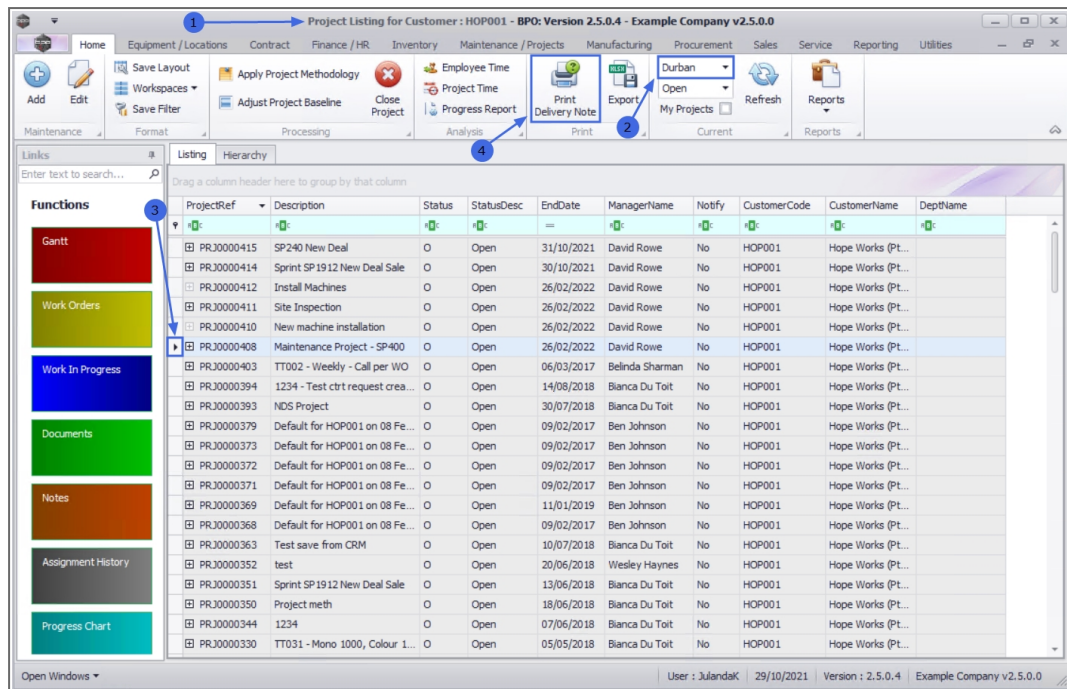 1
Project Listing for Customer : HOP001 - BPO: Version 2.5.0.4 - Example Company v2.5.0.0
Home Equipment / Locations Contract Finance / HR Inventory Maintenance / Projects Manufacturing Procurement Sales Service Reporting Utilities
Add
Edit
Maintenance
Save Layout
Workspaces
Save Filter
Format
Apply Project Methodology
Adjust Project Baseline
Close
Project
Processing
Employee Time
Project Time
Progress Report
Analysis
Print
Delivery Note
Export
Print
4
Durban
Open
My Projects
2
Refresh
Current
Reports
Reports
Links
Enter text to search...
Functions
3
Gantt
Work Orders
Work In Progress
Documents
Notes
Assignment History
Progress Chart
Listing Hierarchy
Drag a column header here to group by that column
ProjectRef Description Status StatusDesc EndDate ManagerName Notify CustomerCode CustomerName DeptName
PRJ0000415 SP240 New Deal O Open 31/10/2021 David Rowe No HOP001 Hope Works (Pt...
PRJ0000414 Sprint SP1912 New Deal Sale O Open 30/10/2021 David Rowe No HOP001 Hope Works (Pt...
PRJ0000412 Install Machines O Open 26/02/2022 David Rowe No HOP001 Hope Works (Pt...
PRJ0000411 Site Inspection O Open 26/02/2022 David Rowe No HOP001 Hope Works (Pt...
PRJ0000410 New machine installation O Open 26/02/2022 David Rowe No HOP001 Hope Works (Pt...
PRJ0000408 Maintenance Project - SP400 O Open 26/02/2022 David Rowe No HOP001 Hope Works (Pt...
PRJ0000403 TT002 - Weekly - Call per WO O Open 06/03/2017 Belinda Sharman No HOP001 Hope Works (Pt...
PRJ0000394 1234 - Test ctrt request crea... O Open 14/08/2018 Bianca Du Toit No HOP001 Hope Works (Pt...
PRJ0000393 NDS Project O Open 30/07/2018 Bianca Du Toit No HOP001 Hope Works (Pt...
PRJ0000379 Default for HOP001 on 08 Fe... O Open 09/02/2017 Ben Johnson No HOP001 Hope Works (Pt...
PRJ0000373 Default for HOP001 on 08 Fe... O Open 09/02/2017 Ben Johnson No HOP001 Hope Works (Pt...
PRJ0000372 Default for HOP001 on 08 Fe... O Open 09/02/2017 Ben Johnson No HOP001 Hope Works (Pt...
PRJ0000371 Default for HOP001 on 08 Fe... O Open 09/02/2017 Ben Johnson No HOP001 Hope Works (Pt...
PRJ0000369 Default for HOP001 on 08 Fe... O Open 11/01/2019 Ben Johnson No HOP001 Hope Works (Pt...
PRJ0000368 Default for HOP001 on 08 Fe... O Open 09/02/2017 Ben Johnson No HOP001 Hope Works (Pt...
PRJ0000363 Test save from CRM O Open 10/07/2018 Bianca Du Toit No HOP001 Hope Works (Pt...
PRJ0000352 test O Open 20/06/2018 Wesley Haynes No HOP001 Hope Works (Pt...
PRJ0000351 Sprint SP1912 New Deal Sale O Open 13/06/2018 Bianca Du Toit No HOP001 Hope Works (Pt...
PRJ0000350 Project meth O Open 18/06/2018 Bianca Du Toit No HOP001 Hope Works (Pt...
PRJ0000344 1234 O Open 07/06/2018 Bianca Du Toit No HOP001 Hope Works (Pt...
PRJ0000330 TT031 - Mono 1000, Colour 1... O Open 05/05/2018 Bianca Du Toit No HOP001 Hope Works (Pt...
Open Windows User : JulandaK 29/10/2021 Version : 2.5.0.4 Example Company v2.5.0.0